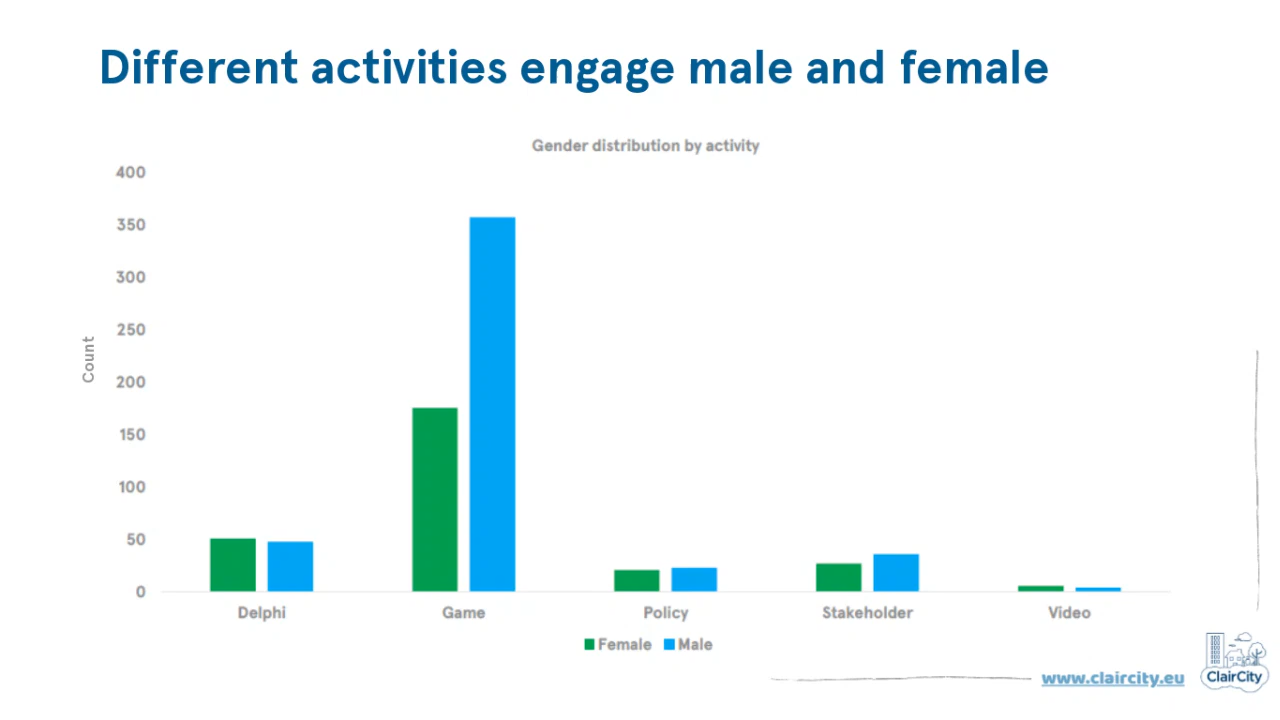 Different activities engage male and female
Gender distribution by activity
400
350
300
250
200
150
100
50
0
Count
Delphi Game Policy Stakeholder Video
Female Male
www.claircity.eu
ClairCity